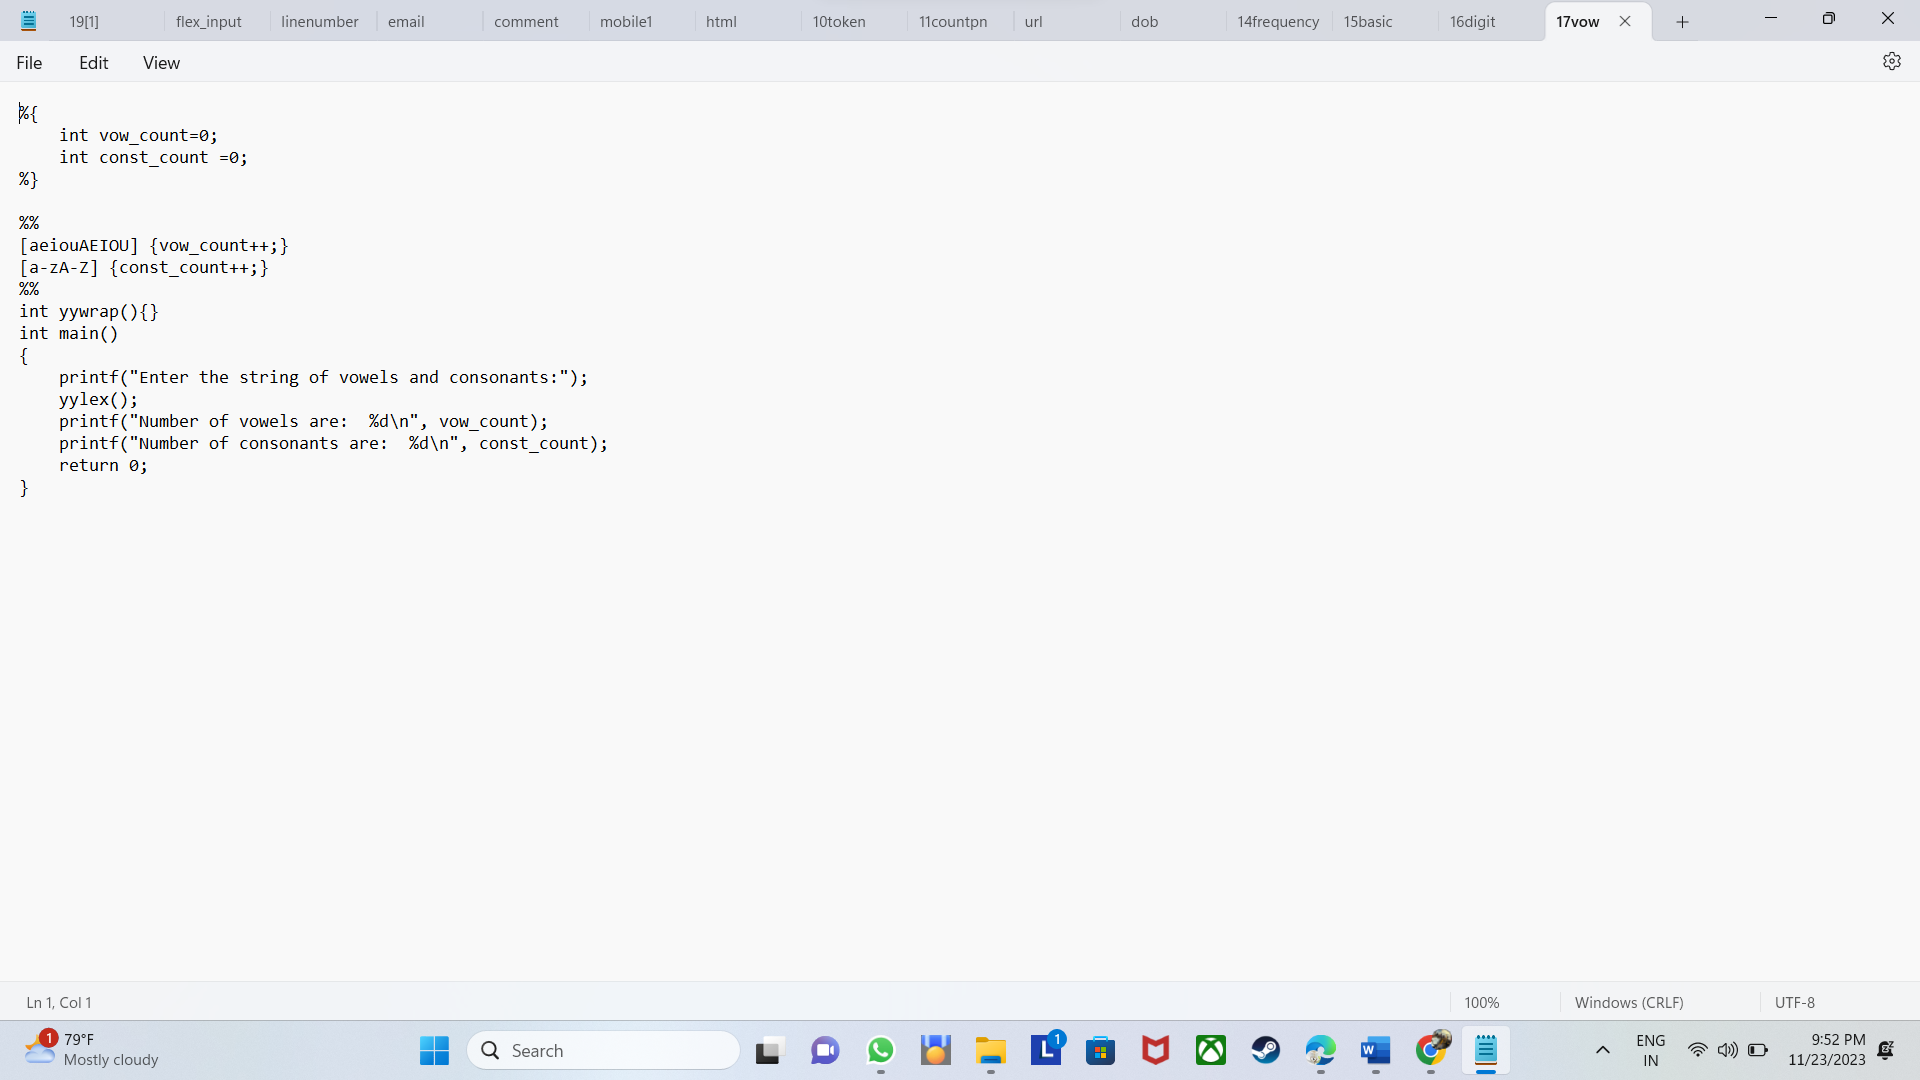 19[1] flex_input linenumber email comment mobile1 html 10token 11countpn url dob 14frequency 15basic 16digit 17vow
File Edit View
%{
    int vow_count=0;
    int const_count =0;
%}
%%
[aeiouAEIOU] {vow_count++;}
[a-zA-Z] {const_count++;}
%%
int yywrap(){}
int main()
{
    printf("Enter the string of vowels and consonants:");
    yylex();
    printf("Number of vowels are:  %d\n", vow_count);
    printf("Number of consonants are:  %d\n", const_count);
    return 0;
}
Ln 1, Col 1 100% Windows (CRLF) UTF-8
1 79°F
Mostly cloudy
Search
L 1
W
ENG
IN
9:52 PM
11/23/2023